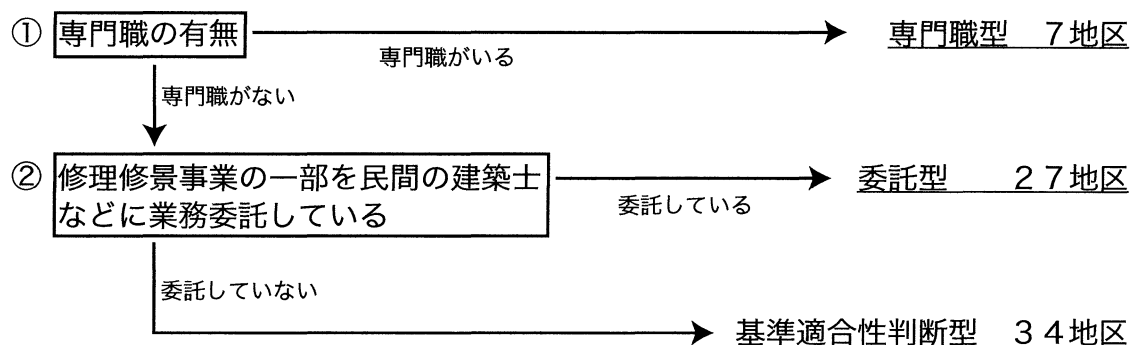 ① 専門職の有無
専門職がいる
専門職型　7地区
専門職がない
② 修理修景事業の一部を民間の建築士
などに業務委託している
委託している
委託型　　27地区
委託していない
基準適合性判断型　34地区